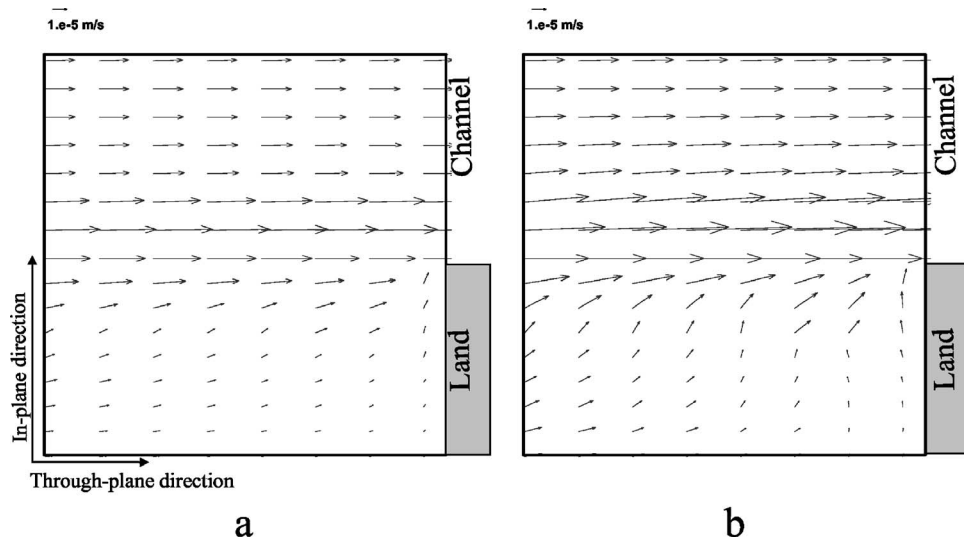 1.e-5 m/s
1.e-5 m/s
Channel
Channel
In-plane direction
Land
Land
Through-plane direction
a
b